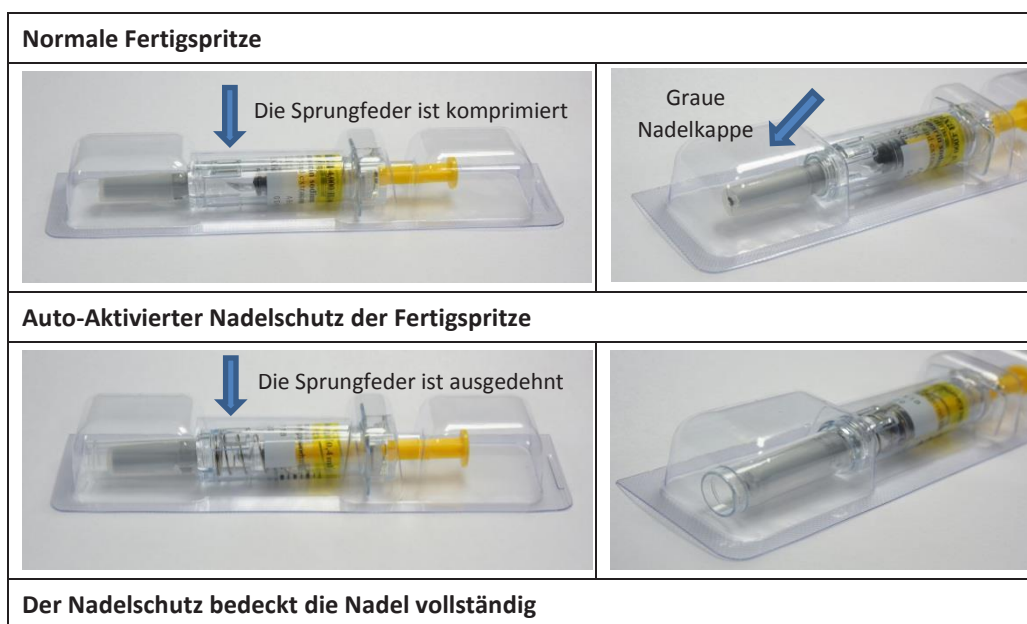 Normale Fertigspritze
Die Sprungfeder ist komprimiert
Graue
Nadelkappe
Auto-Aktivierter Nadelschutz der Fertigspritze
Die Sprungfeder ist ausgedehnt
Der Nadelschutz bedeckt die Nadel vollständig